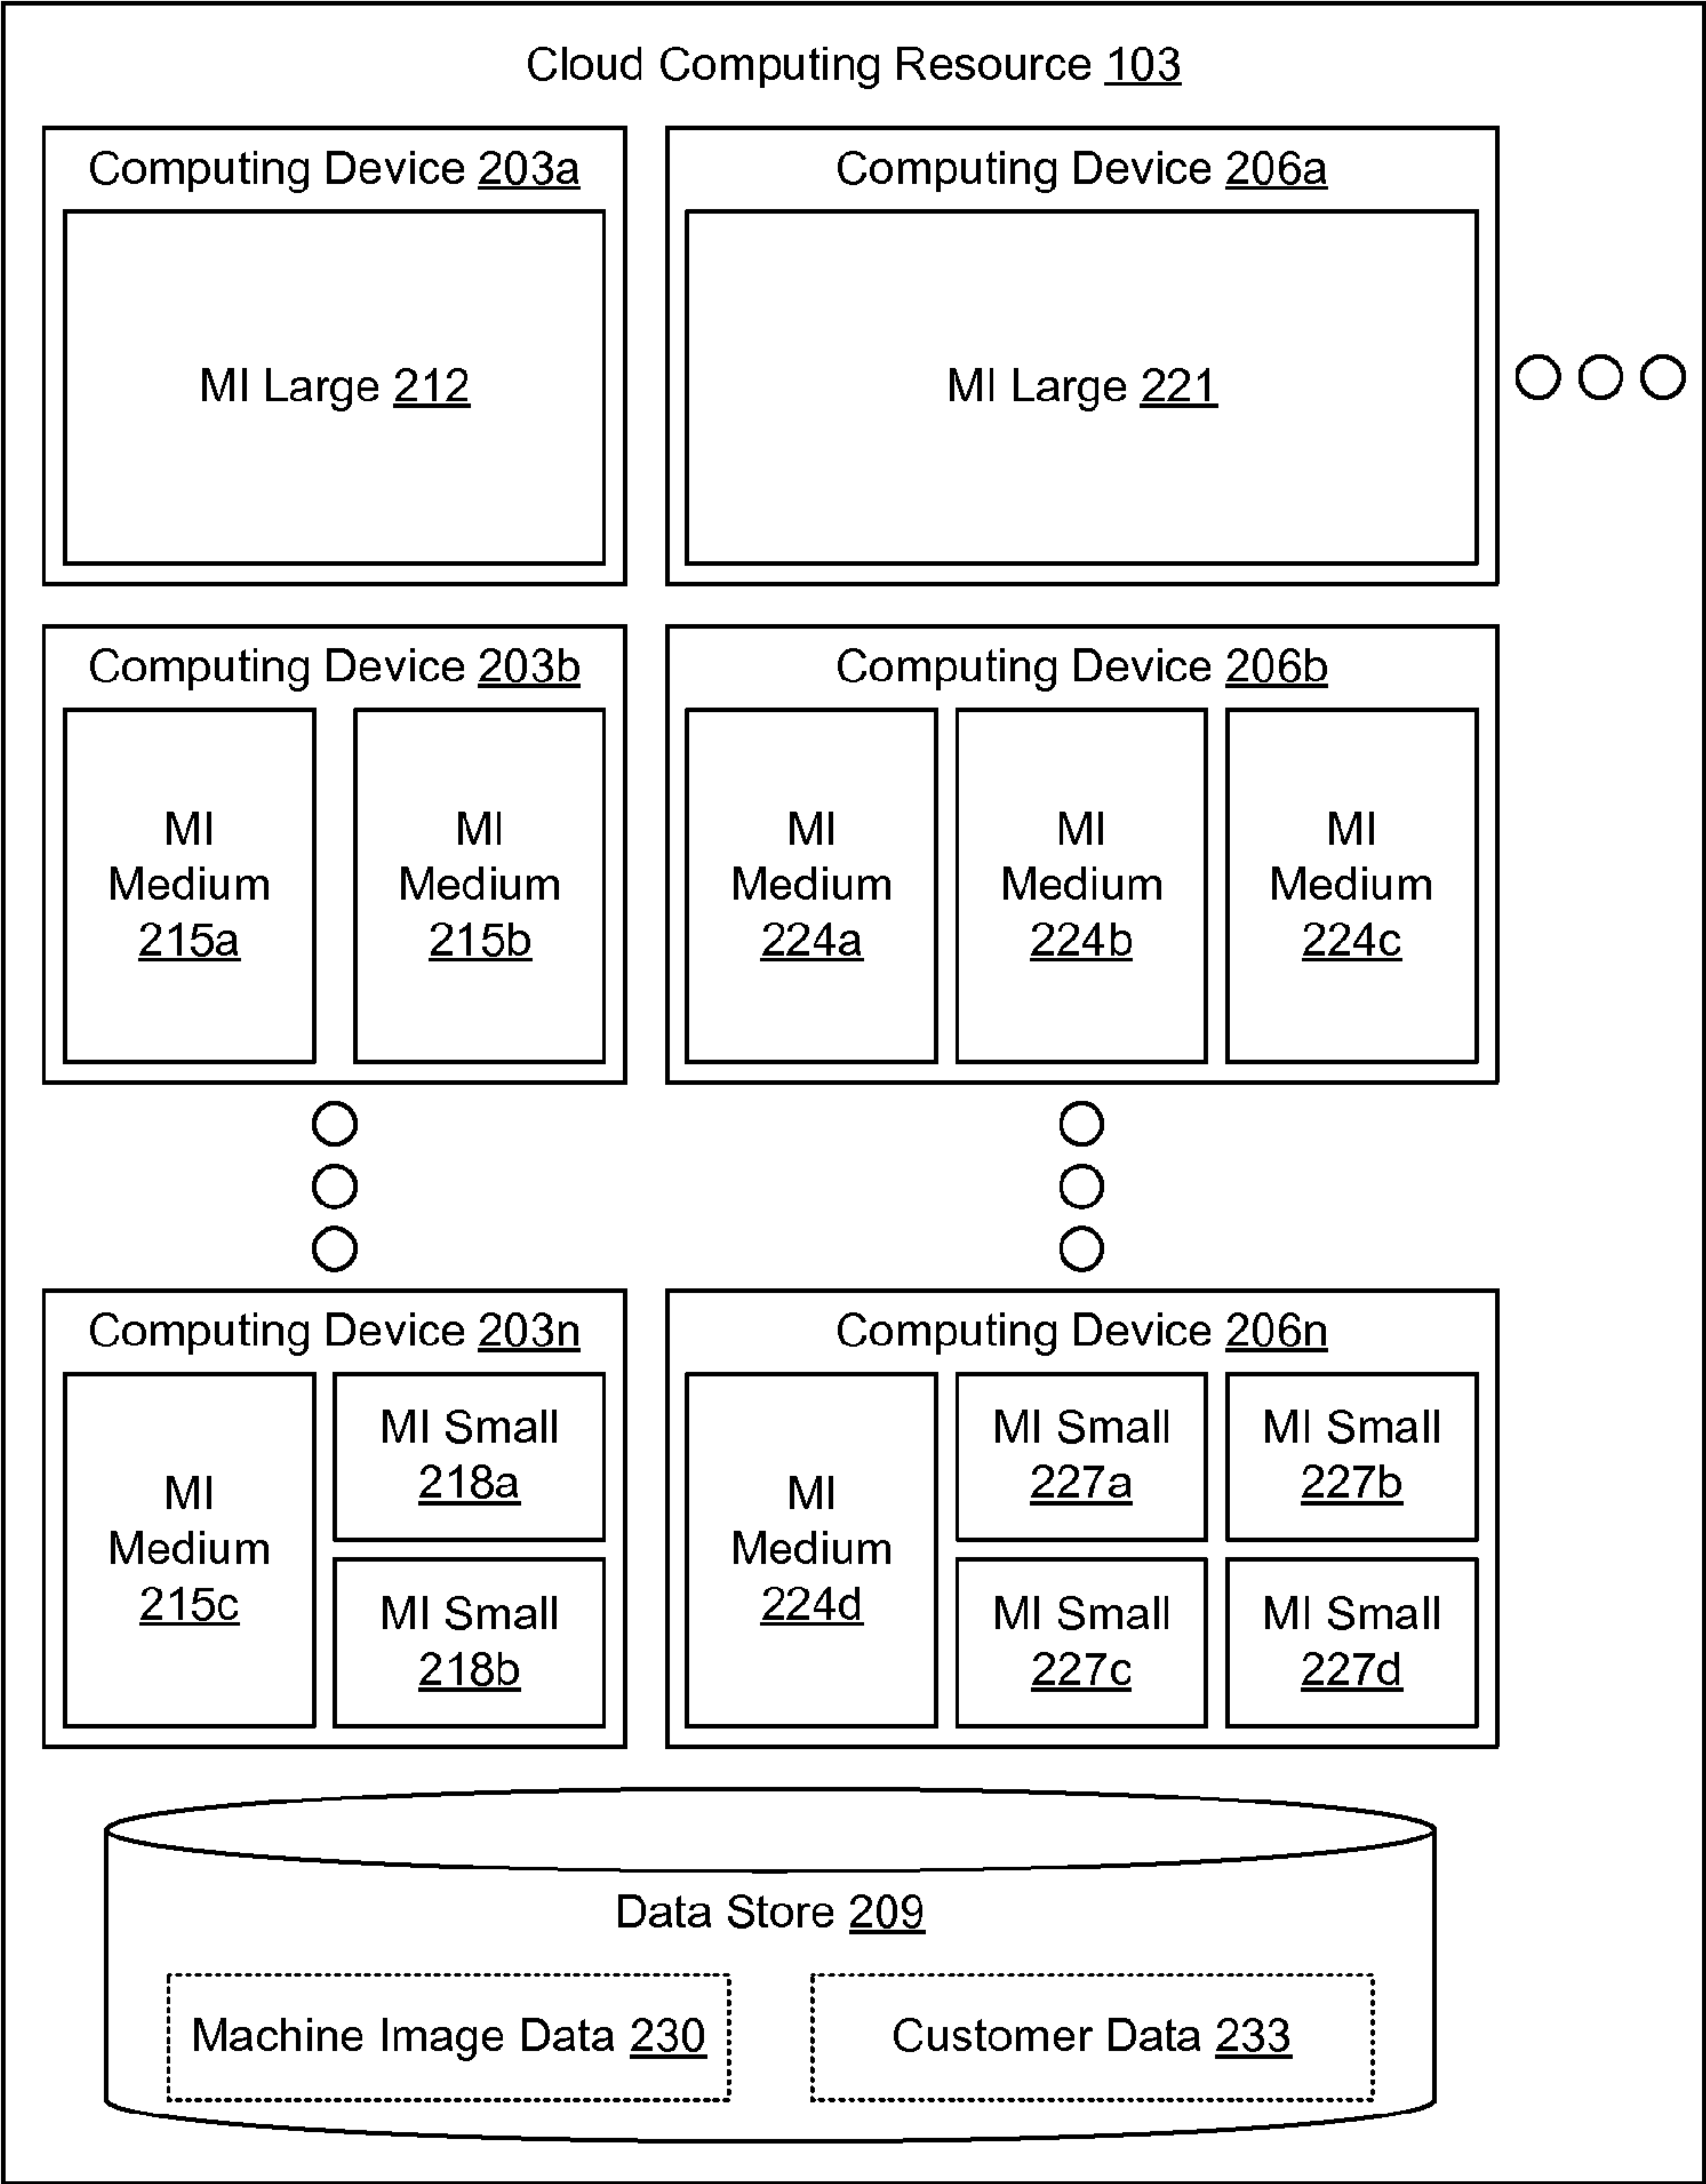 Cloud Computing Resource 103
Computing Device 203a
MI Large 212
Computing Device 206a
MI Large 221
Computing Device 203b
MI
Medium
215a
MI
Medium
215b
Computing Device 206b
MI
Medium
224a
MI
Medium
224b
MI
Medium
224c
Computing Device 203n
MI
Medium
215c
MI Small
218a
MI Small
218b
Computing Device 206n
MI
Medium
224d
MI Small
227a
MI Small
227b
MI Small
227c
MI Small
227d
Data Store 209
Machine Image Data 230
Customer Data 233